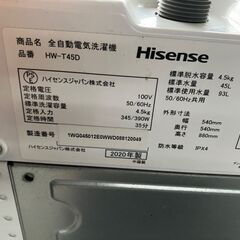 商品名 全自動電気洗濯機
品番 HW-T45D
Hisense
ハイセンスジャパン株式会社
定格電圧 100V
定格周波数 50/60Hz
標準洗濯容量 4.5kg
定格消費電力 345/390W
35分
標準脱水容量 4.5kg
標準水量 45L
標準使用水量 93L
50/60Hz共用
外形寸法
幅 540mm
奥行 540mm
高さ 880mm
防水等級 IPX4
製造番号 1WG045012E0WWD088120049
ハイセンスジャパン株式会社
2020年製